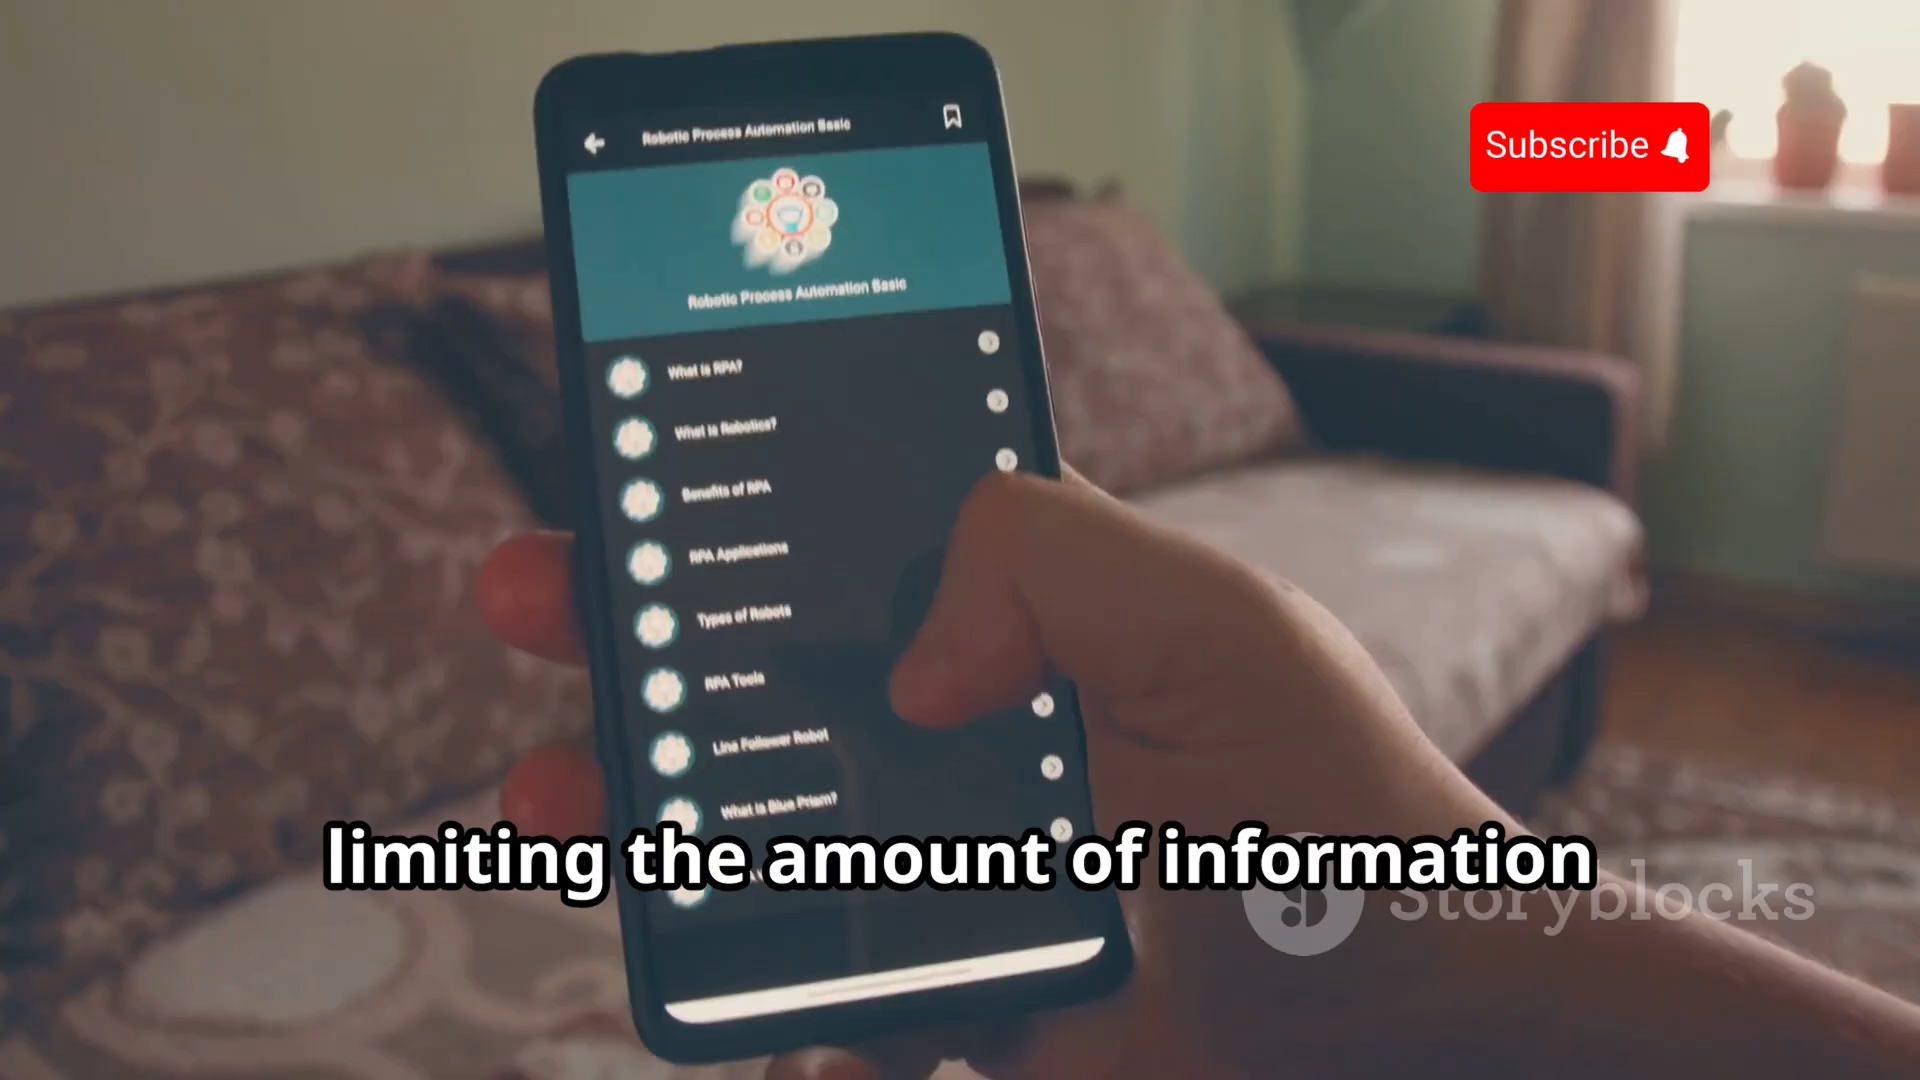 Robotic Process Automation Basic
Subscribe
Robotic Process Automation Basic
What is RPA?
What is Robotics?
Benefits of RPA
RPA Applications
Types of Robots
RPA Tools
Line Follower Robot
What is Blue Prism?
limiting the amount of information
Storyblocks